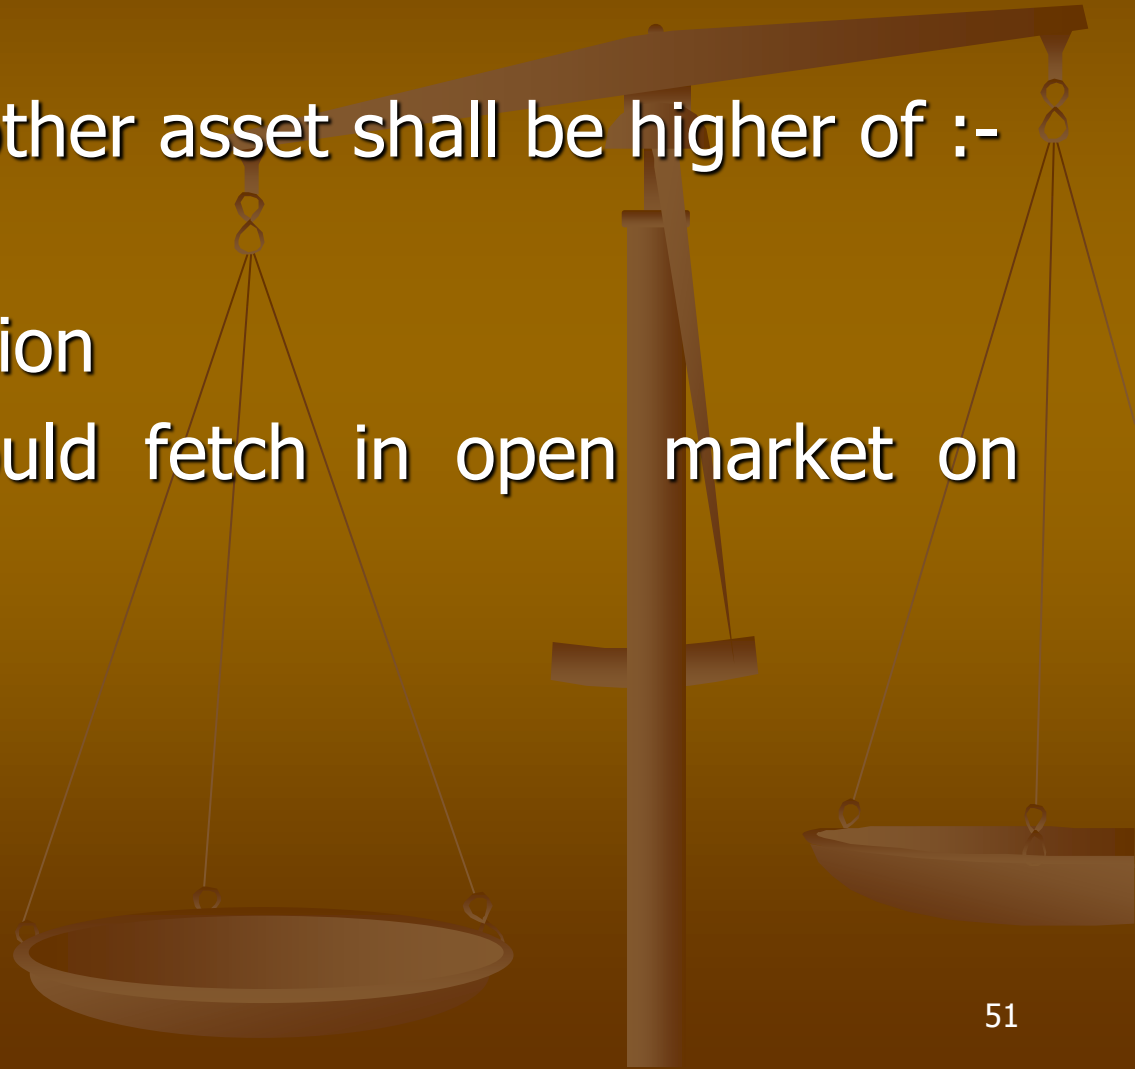 ther asset shall be higher of :-
ion
uld fetch in open market on
51